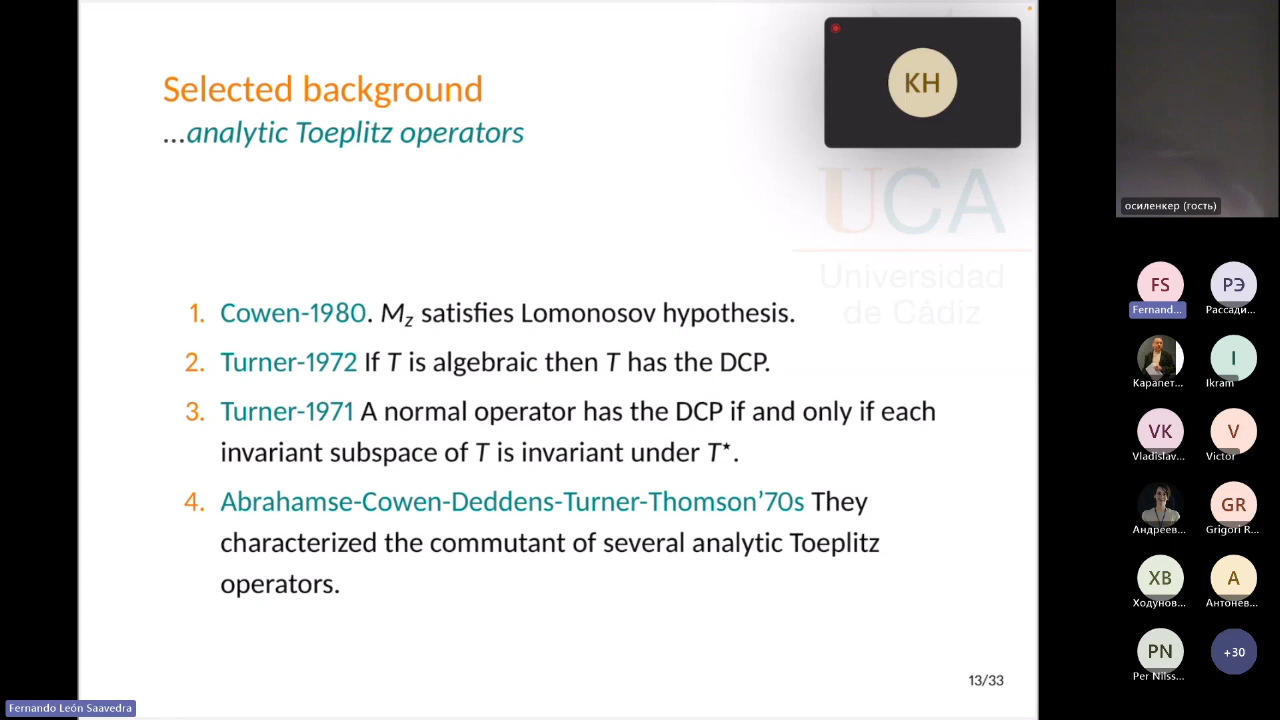 Selected background
...analytic Toeplitz operators
KH
UCA
Universidad
de Cádiz
1. Cowen-1980. Mz satisfies Lomonosov hypothesis.
2. Turner-1972 If T is algebraic then T has the DCP.
3. Turner-1971 A normal operator has the DCP if and only if each
invariant subspace of T is invariant under T*.
4. Abrahamse-Cowen-Deddens-Turner-Thomson’70s They
characterized the commutant of several analytic Toeplitz
operators.
13/33
Fernando León Saavedra
осиленкер (гость)
FS
РЭ
Fernand...
Рассади...
I
Карапет...
Ikram
VK
V
Vladislav...
Victor
GR
Андреев...
Grigori R...
ХВ
А
Ходунов...
Антонев...
PN
+30
Per Nilss...